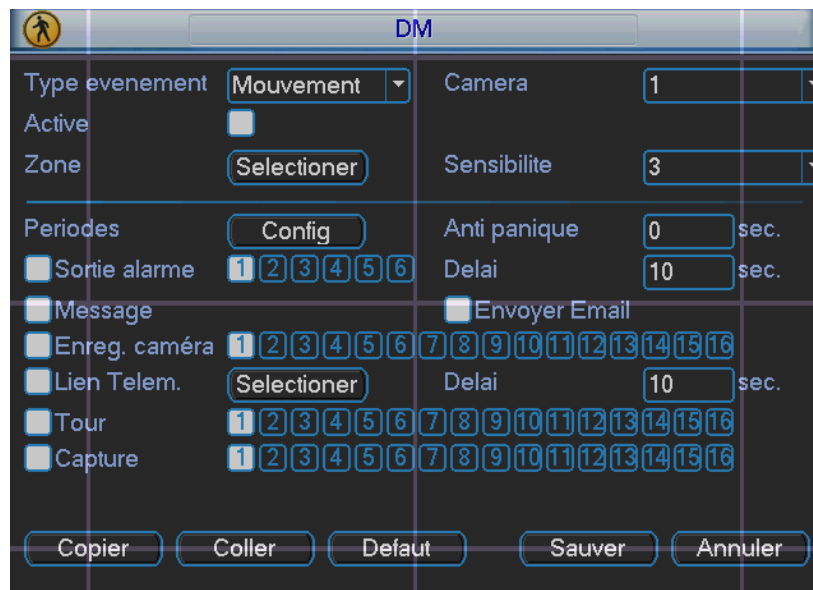 DM
Type evenement Mouvement Camera 1
Active
Zone Selectioner Sensibilite 3
Periodes Config Anti panique 0 sec.
Sortie alarme 1 2 3 4 5 6 Delai 10 sec.
Message Envoyer Email
Enreg. caméra 1 2 3 4 5 6 7 8 9 10 11 12 13 14 15 16
Lien Telem. Selectioner Delai 10 sec.
Tour 1 2 3 4 5 6 7 8 9 10 11 12 13 14 15 16
Capture 1 2 3 4 5 6 7 8 9 10 11 12 13 14 15 16
Copier Coller Defaut Sauver Annuler